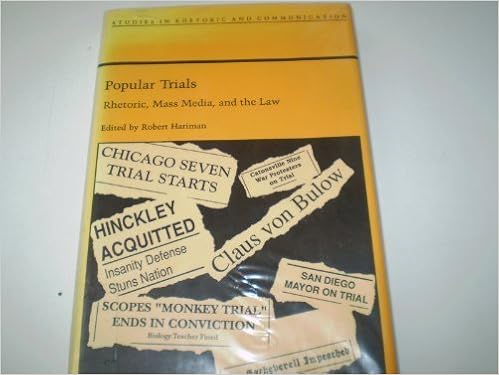 STUDIES IN RHETORIC AND COMMUNICATION
Popular Trials
Rhetoric, Mass Media, and the Law
Edited by Robert Hariman
CHICAGO SEVEN
TRIAL STARTS
Catonsville Nine
War Protesters
on Trial
HINCKLEY
ACQUITTED
Insanity Defense
Stuns Nation
Claus von Bulow
SAN DIEGO
MAYOR ON TRIAL
SCOPES "MONKEY TRIAL"
ENDS IN CONVICTION
Biology Teacher Fined
Sacheverell Impeached